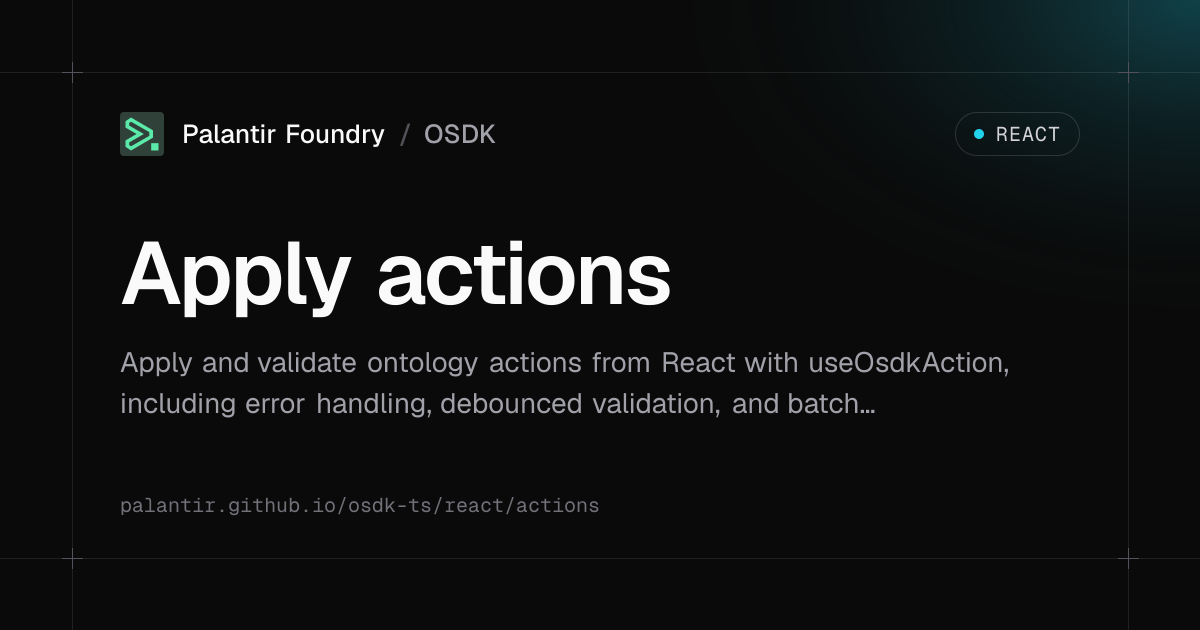 Palantir Foundry / OSDK
REACT
Apply actions
Apply and validate ontology actions from React with useOsdkAction,
including error handling, debounced validation, and batch…
palantir.github.io/osdk-ts/react/actions